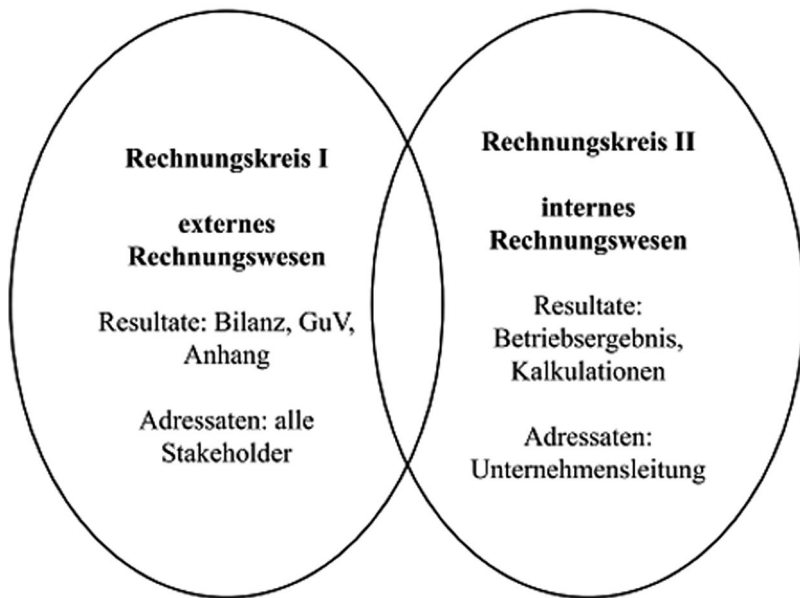 Rechnungskreis I
externes
Rechnungswesen
Resultate: Bilanz, GuV,
Anhang
Adressaten: alle
Stakeholder
Rechnungskreis II
internes
Rechnungswesen
Resultate:
Betriebsergebnis,
Kalkulationen
Adressaten:
Unternehmensleitung